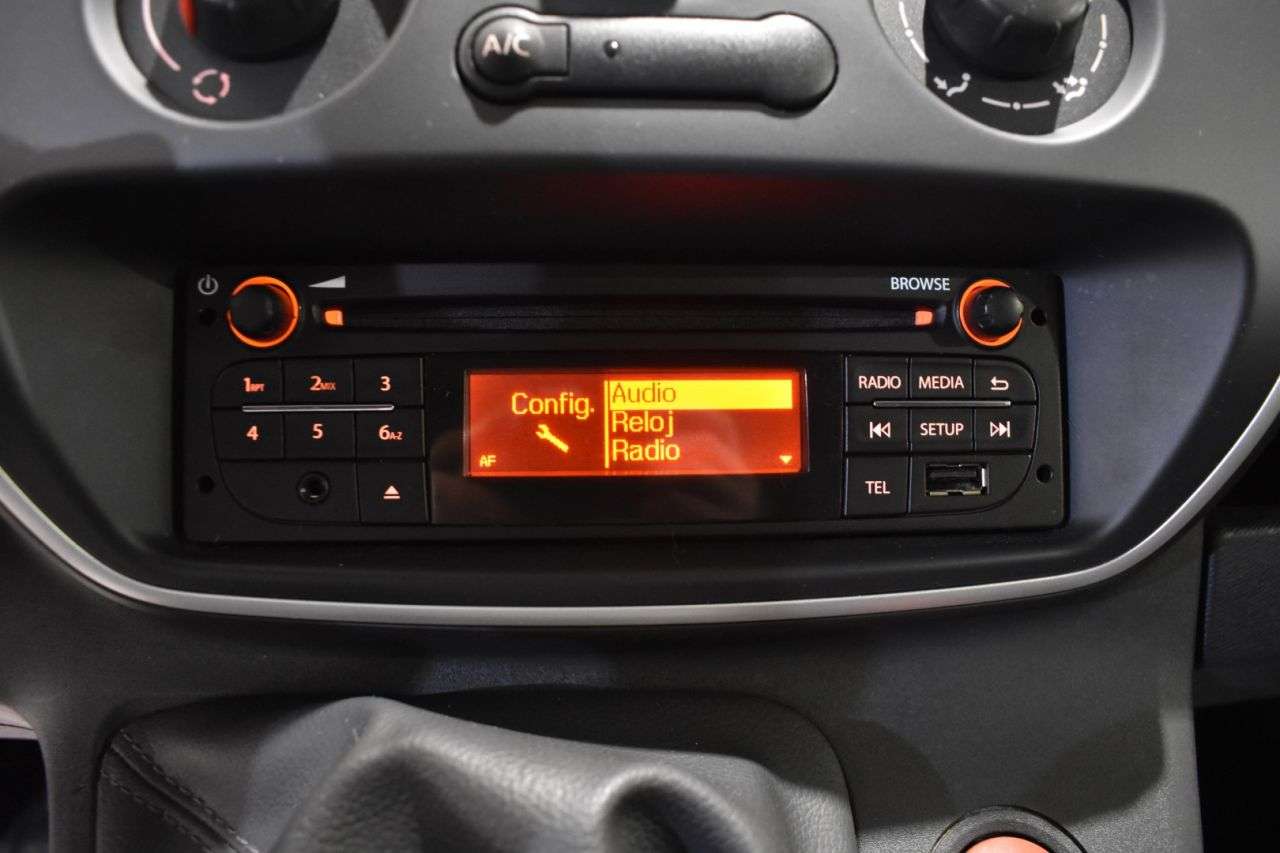 A/C
BROWSE
1RPT 2MIX 3
4 5 6A-Z
Config.
AF
Audio
Reloj
Radio
RADIO MEDIA
SETUP
TEL